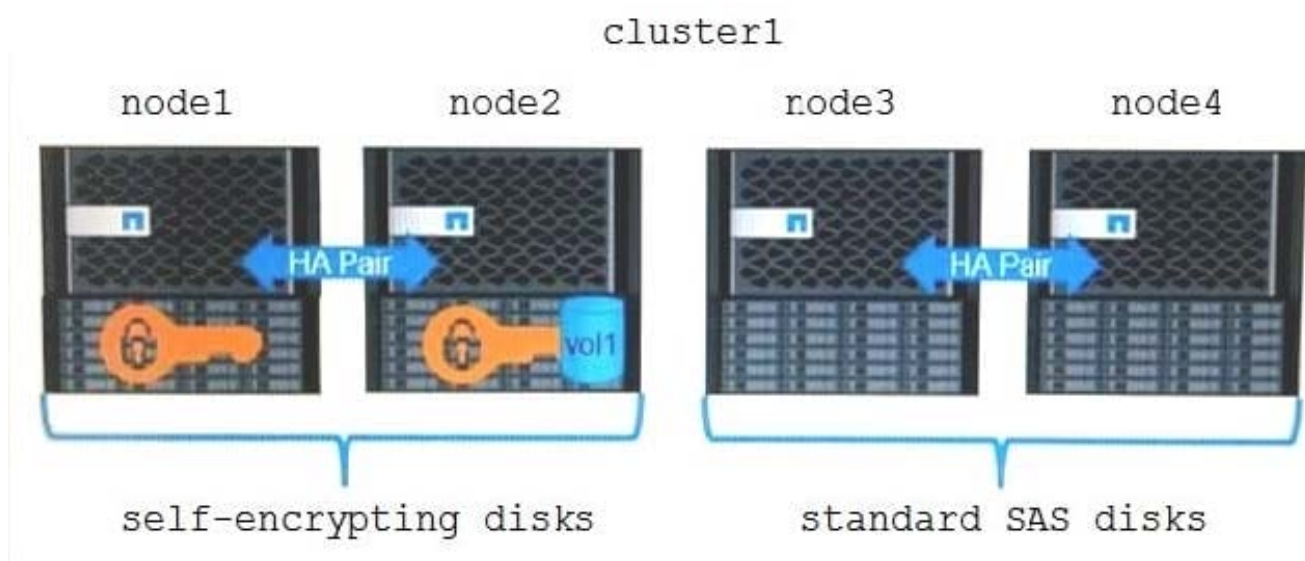 cluster1
node1 node2 node3 node4
HA Pair HA Pair
vol1
self-encrypting disks standard SAS disks